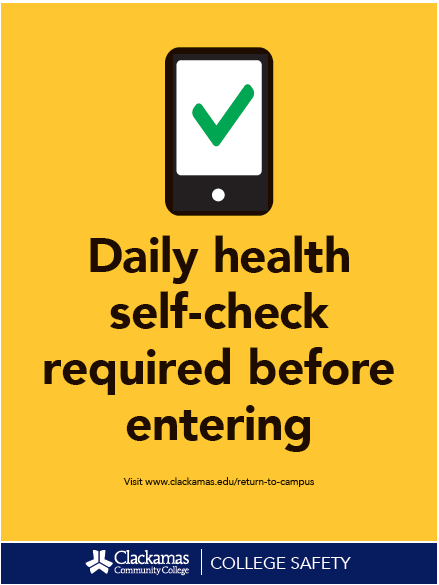 Daily health
self-check
required before
entering
Visit www.clackamas.edu/return-to-campus
Clackamas
Community College
COLLEGE SAFETY